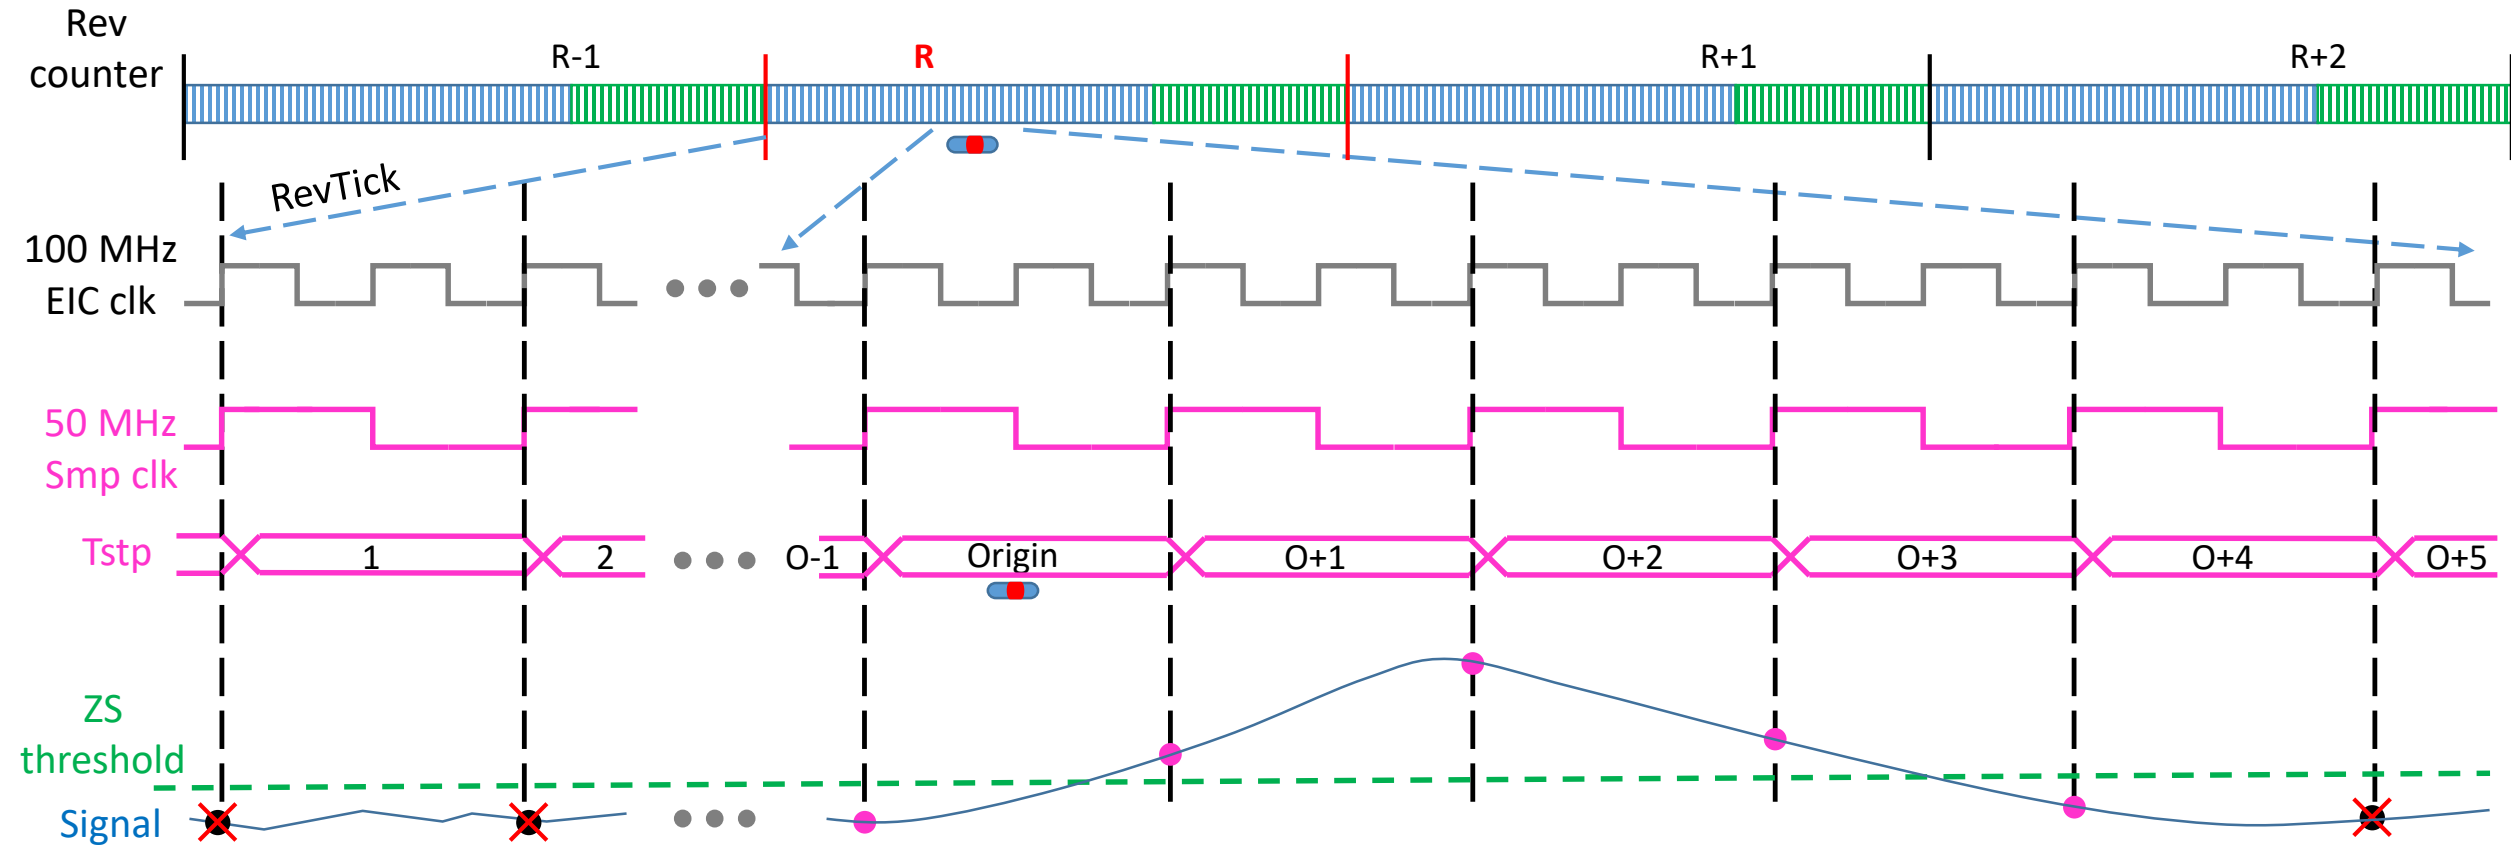 Rev
counter
R-1
R
R+1
R+2
RevTick
100 MHz
EIC clk
50 MHz
Smp clk
Tstp
1
2
O-1
Origin
O+1
O+2
O+3
O+4
O+5
ZS
threshold
Signal